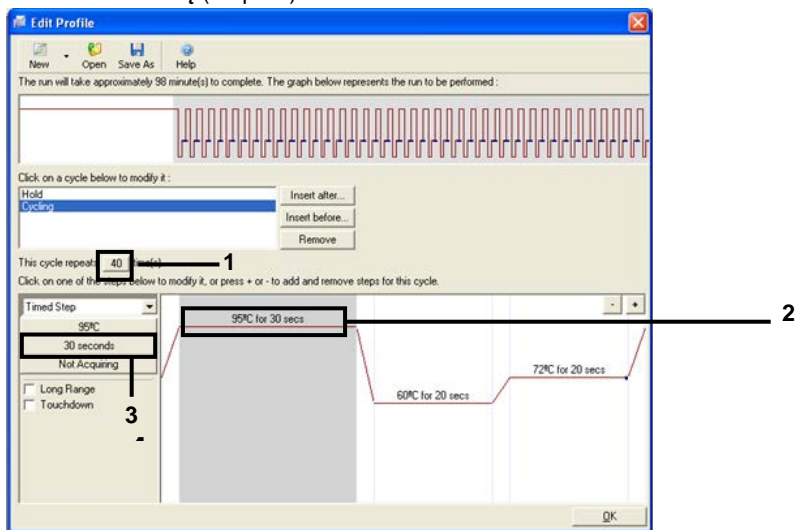 Edit Profile
New Open Save As Help
The run will take approximately 98 minute(s) to complete. The graph below represents the run to be performed :
Click on a cycle below to modify it :
Hold
Cycling
Insert after...
Insert before...
Remove
This cycle repeats 40 time(s).
1
Click on one of the steps below to modify it, or press + or - to add and remove steps for this cycle.
Timed Step
- +
95ºC
30 seconds
Not Acquiring
Long Range
Touchdown
95ºC for 30 secs
2
60ºC for 20 secs
72ºC for 20 secs
3
OK